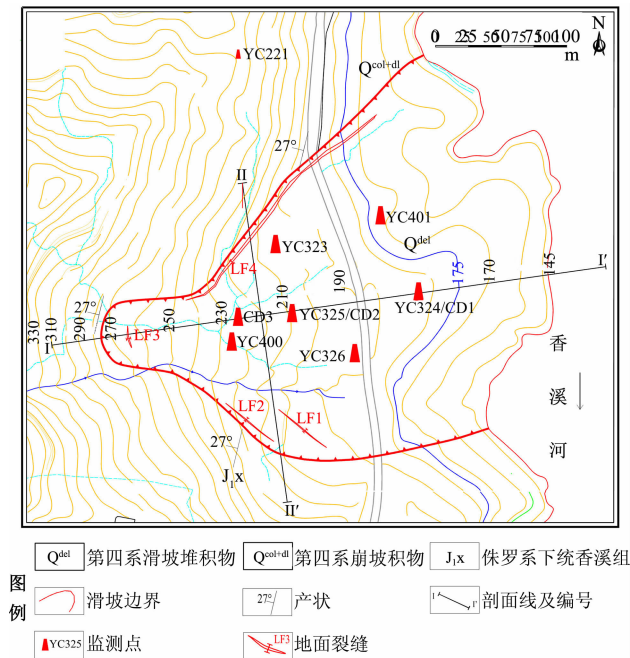 YC221
Q^col+dl
N
0 25 50 75 100 100
m
27°
II
YC401
YC323
Q^del
LF4
I′
145
170
175
190
210
YC324/CD1
230
27°
CD3
YC325/CD2
250
270
290
310
330
I
LF3
YC400
YC326
香
溪
河
LF2
LF1
27°
J₁x
II′
图
例
Q^del 第四系滑坡堆积物
Q^col+dl 第四系崩坡积物
J₁x 侏罗系下统香溪组
滑坡边界
27° 产状
I I′ 剖面线及编号
YC325 监测点
LF3 地面裂缝